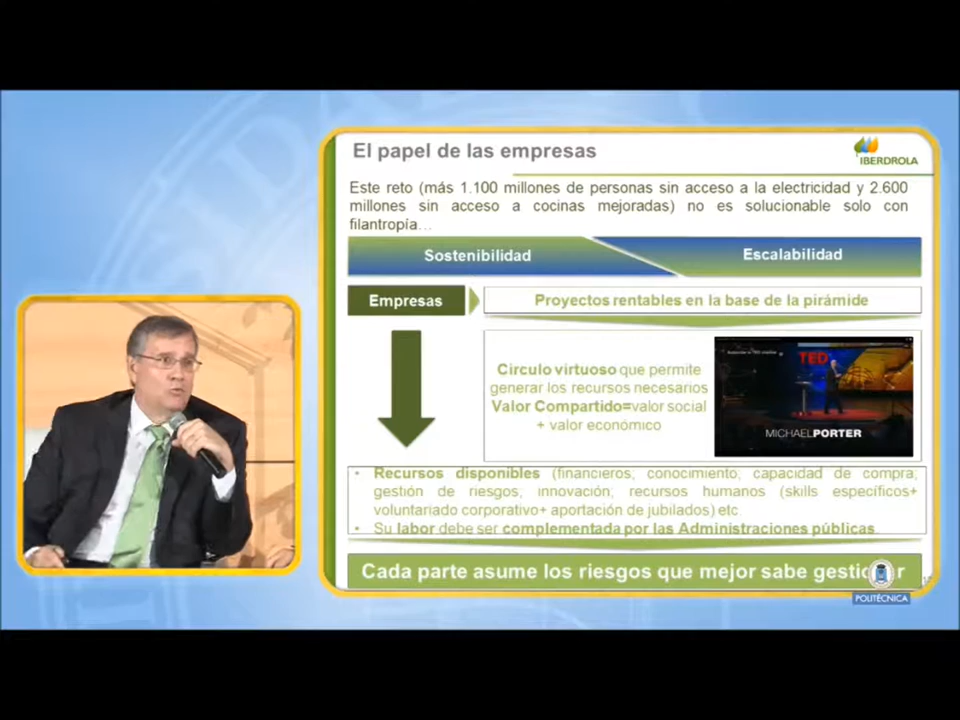 El papel de las empresas
IBERDROLA
Este reto (más 1.100 millones de personas sin acceso a la electricidad y 2.600
millones sin acceso a cocinas mejoradas) no es solucionable solo con
filantropía…
Sostenibilidad
Escalabilidad
Empresas
Proyectos rentables en la base de la pirámide
Circulo virtuoso que permite
generar los recursos necesarios
Valor Compartido=valor social
+ valor económico
TED
MICHAELPORTER
• Recursos disponibles (financieros; conocimiento, capacidad de compra;
gestión de riesgos, innovación; recursos humanos (skills específicos+
voluntariado corporativo+ aportación de jubilados) etc
• Su labor debe ser complementada por las Administraciones públicas
Cada parte asume los riesgos que mejor sabe gestionar
POLITÉCNICA